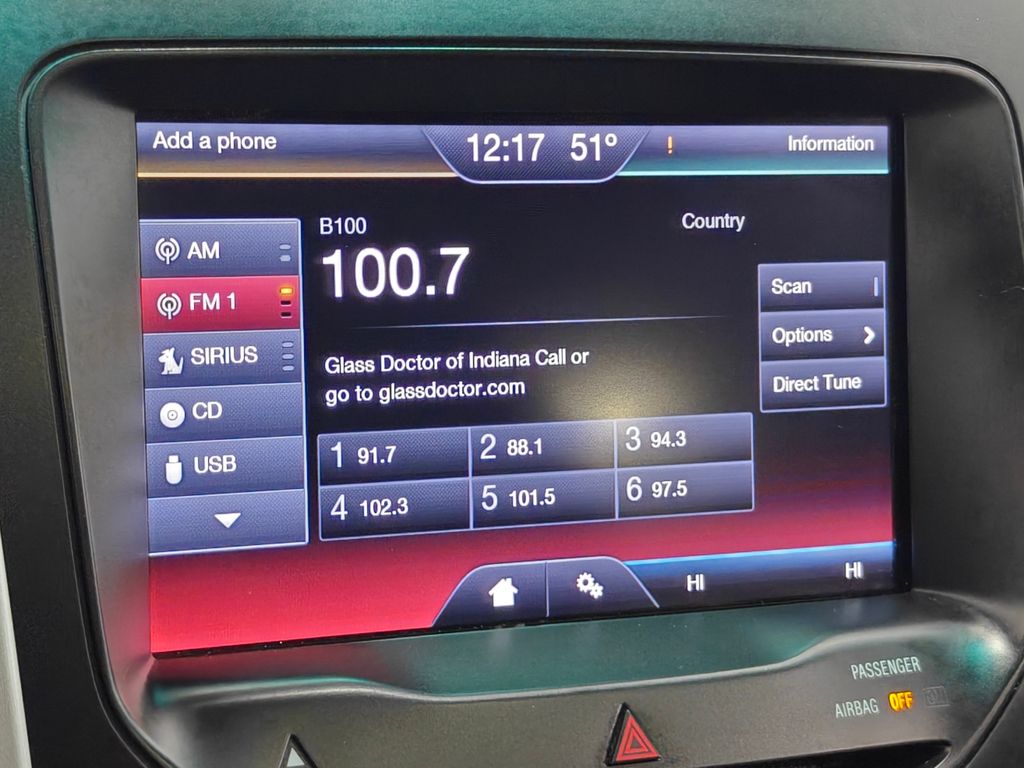 Add a phone
12:17 51°
!
Information
AM
FM 1
SIRIUS
CD
USB
B100
100.7
Country
Glass Doctor of Indiana Call or
go to glassdoctor.com
1 91.7
2 88.1
3 94.3
4 102.3
5 101.5
6 97.5
Scan
Options
Direct Tune
HI
HI
PASSENGER
AIRBAG OFF ON